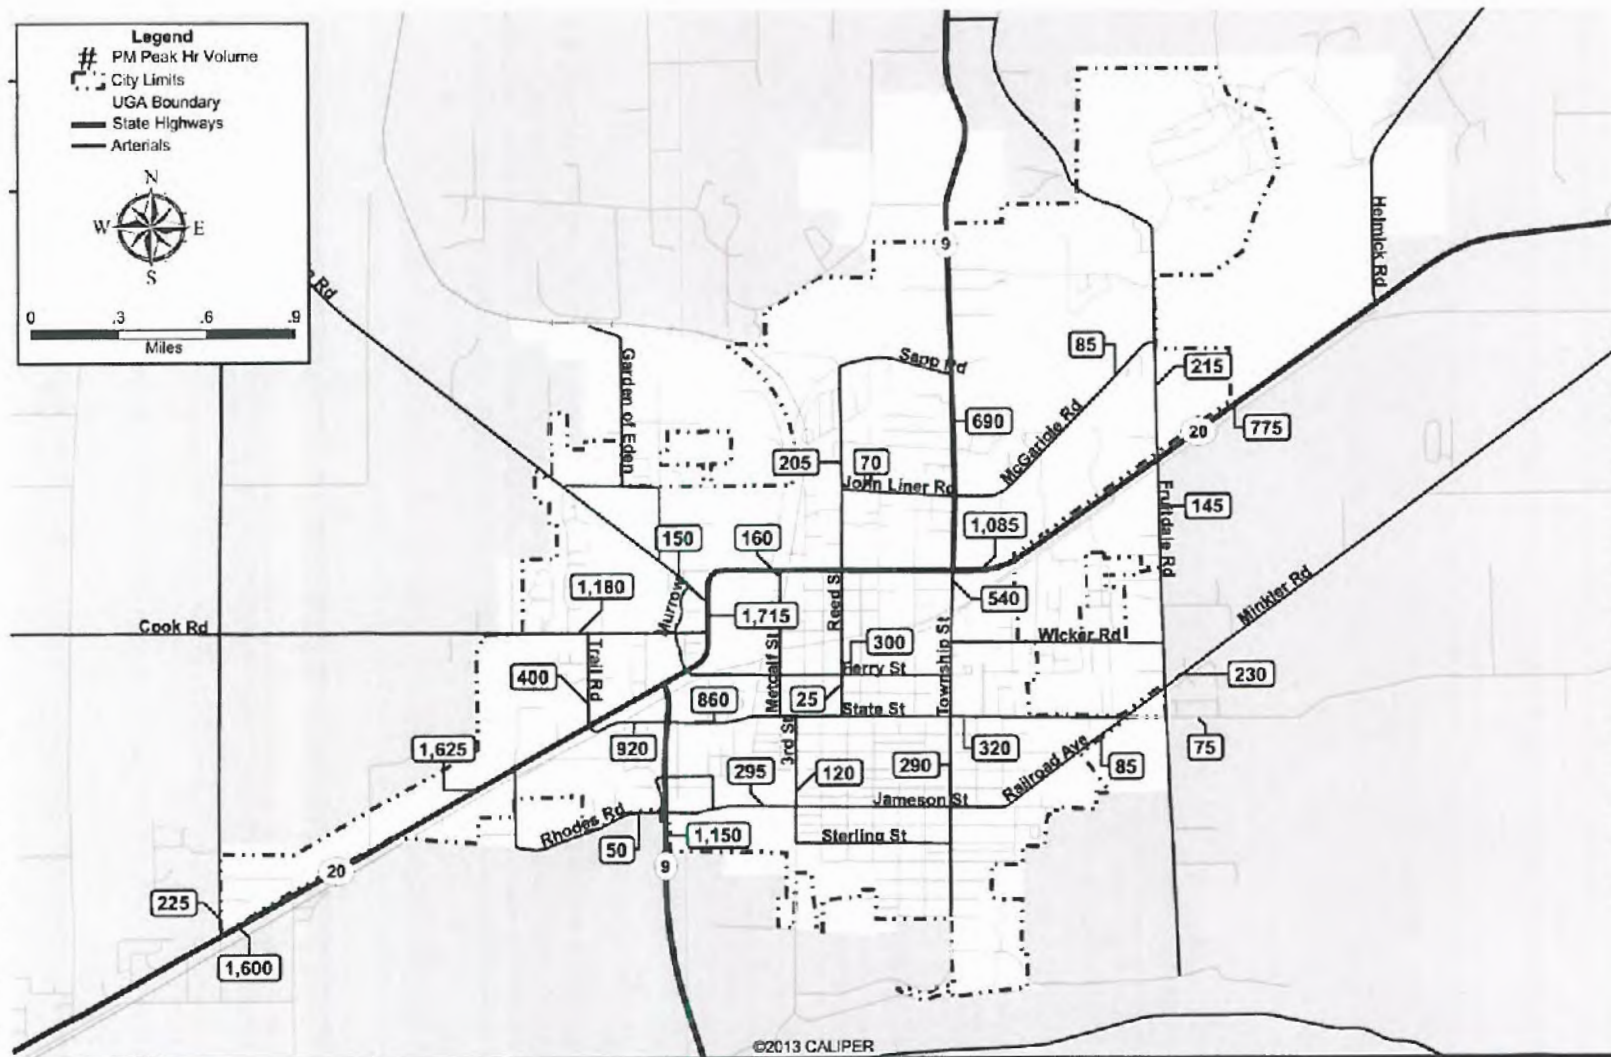 Legend
# PM Peak Hr Volume
City Limits
UGA Boundary
State Highways
Arterials
N
W E
S
0 .3 .6 .9
Miles
Rd
9
Helmick Rd
Garden of Eden
Sapp Rd
85
215
690
McGarigle Rd
20
775
205
70
John Liner Rd
Fruitdale Rd
145
150
160
1,085
1,180
Murrow
1,715
Reed S
540
Minkler Rd
Cook Rd
Trail Rd
Metcalf St
300
Township St
Wicker Rd
400
Ferry St
230
860
25
State St
1,625
920
3rd St
320
75
295
120
290
Railroad Ave
85
Jameson St
Rhodes Rd
50
1,150
Sterling St
20
9
225
1,600
©2013 CALIPER